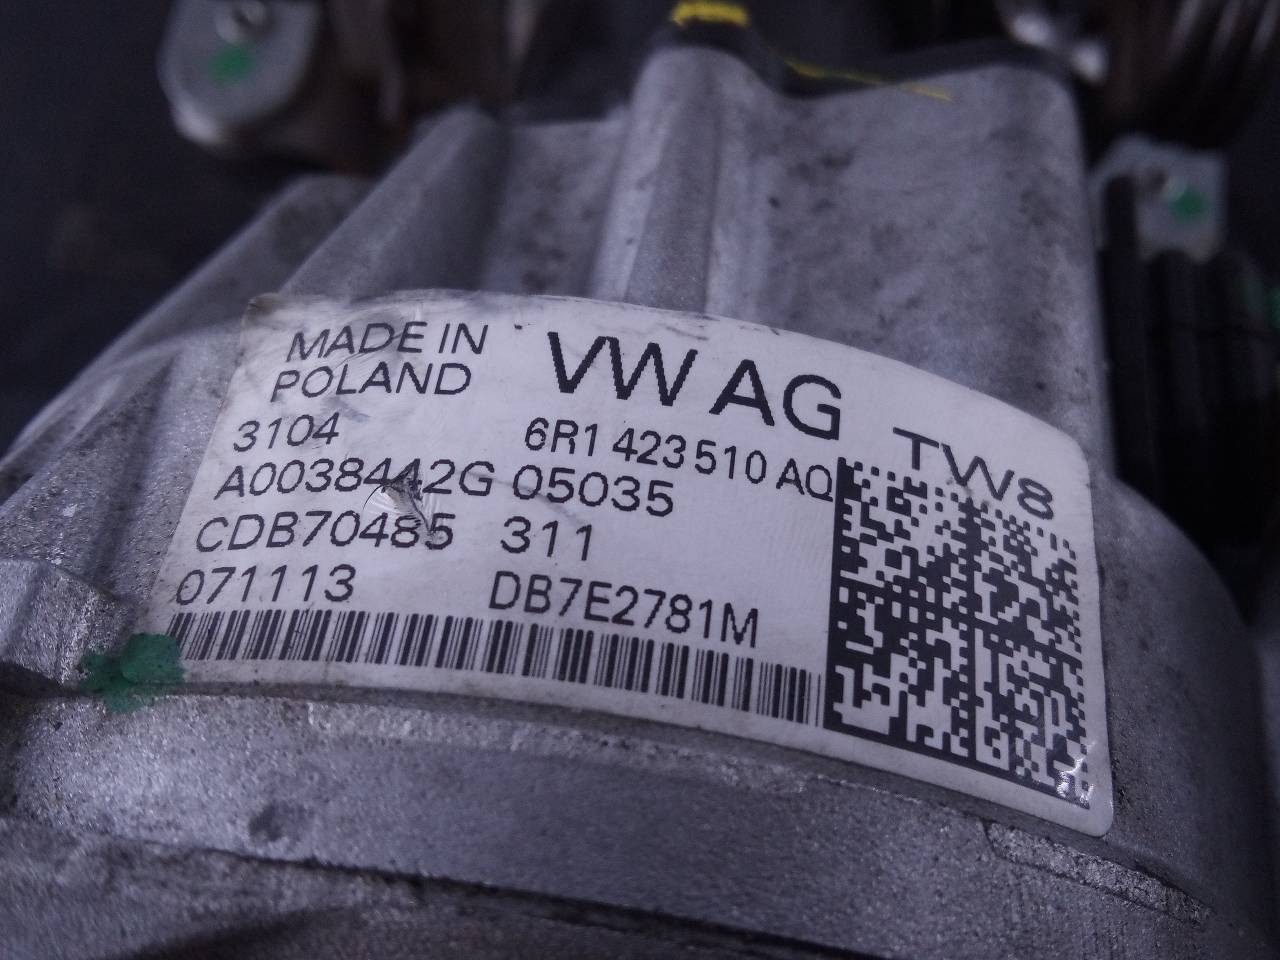 MADE IN
POLAND
VW AG
3104
6R1 423 510 AQ
TW8
A0038442G 05035
CDB70485 311
071113
DB7E2781M